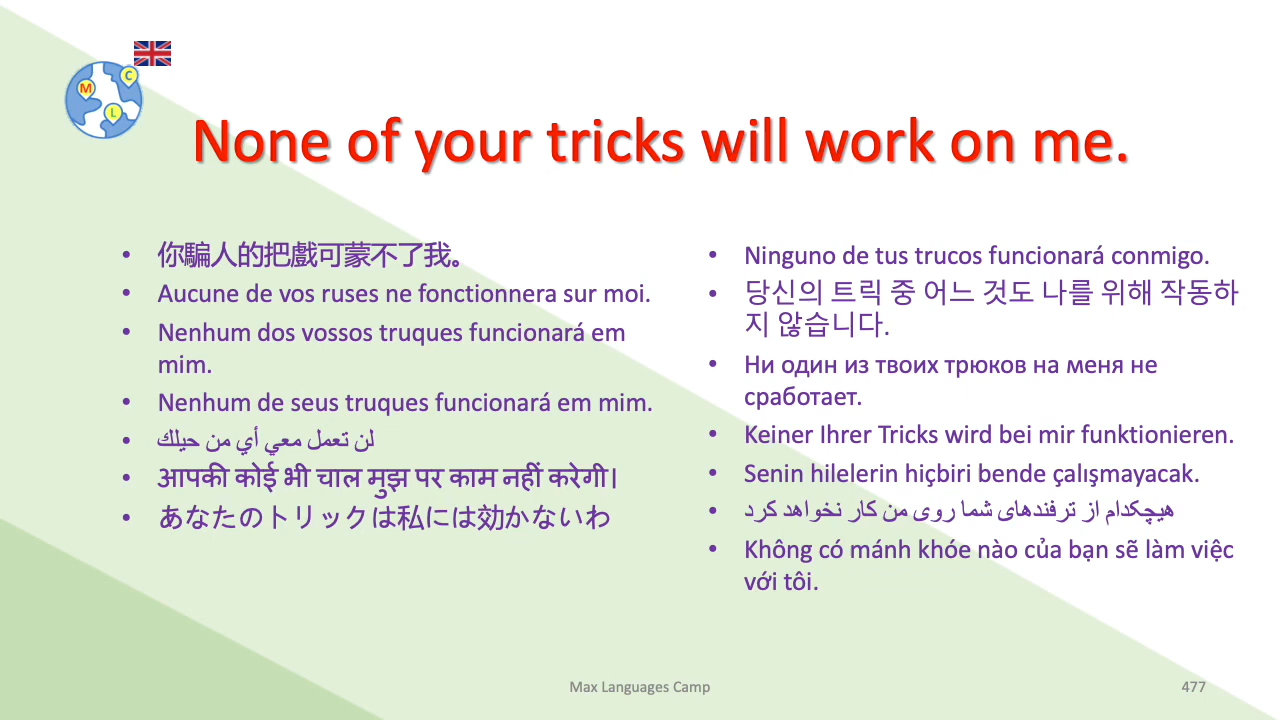 M
C
L
None of your tricks will work on me.
• 你騙人的把戲可蒙不了我。
• Aucune de vos ruses ne fonctionnera sur moi.
• Nenhum dos vossos truques funcionará em
mim.
• Nenhum de seus truques funcionará em mim.
• لن تعمل معي أي من حيلك
• आपकी कोई भी चाल मुझ पर काम नहीं करेगी।
• あなたのトリックは私には効かないわ
• Ninguno de tus trucos funcionará conmigo.
• 당신의 트릭 중 어느 것도 나를 위해 작동하
지 않습니다.
• Ни один из твоих трюков на меня не
сработает.
• Keiner Ihrer Tricks wird bei mir funktionieren.
• Senin hilelerin hiçbiri bende çalışmayacak.
• هیچکدام از ترفندهای شما روی من کار نخواهد کرد
• Không có mánh khóe nào của bạn sẽ làm việc
với tôi.
Max Languages Camp
477